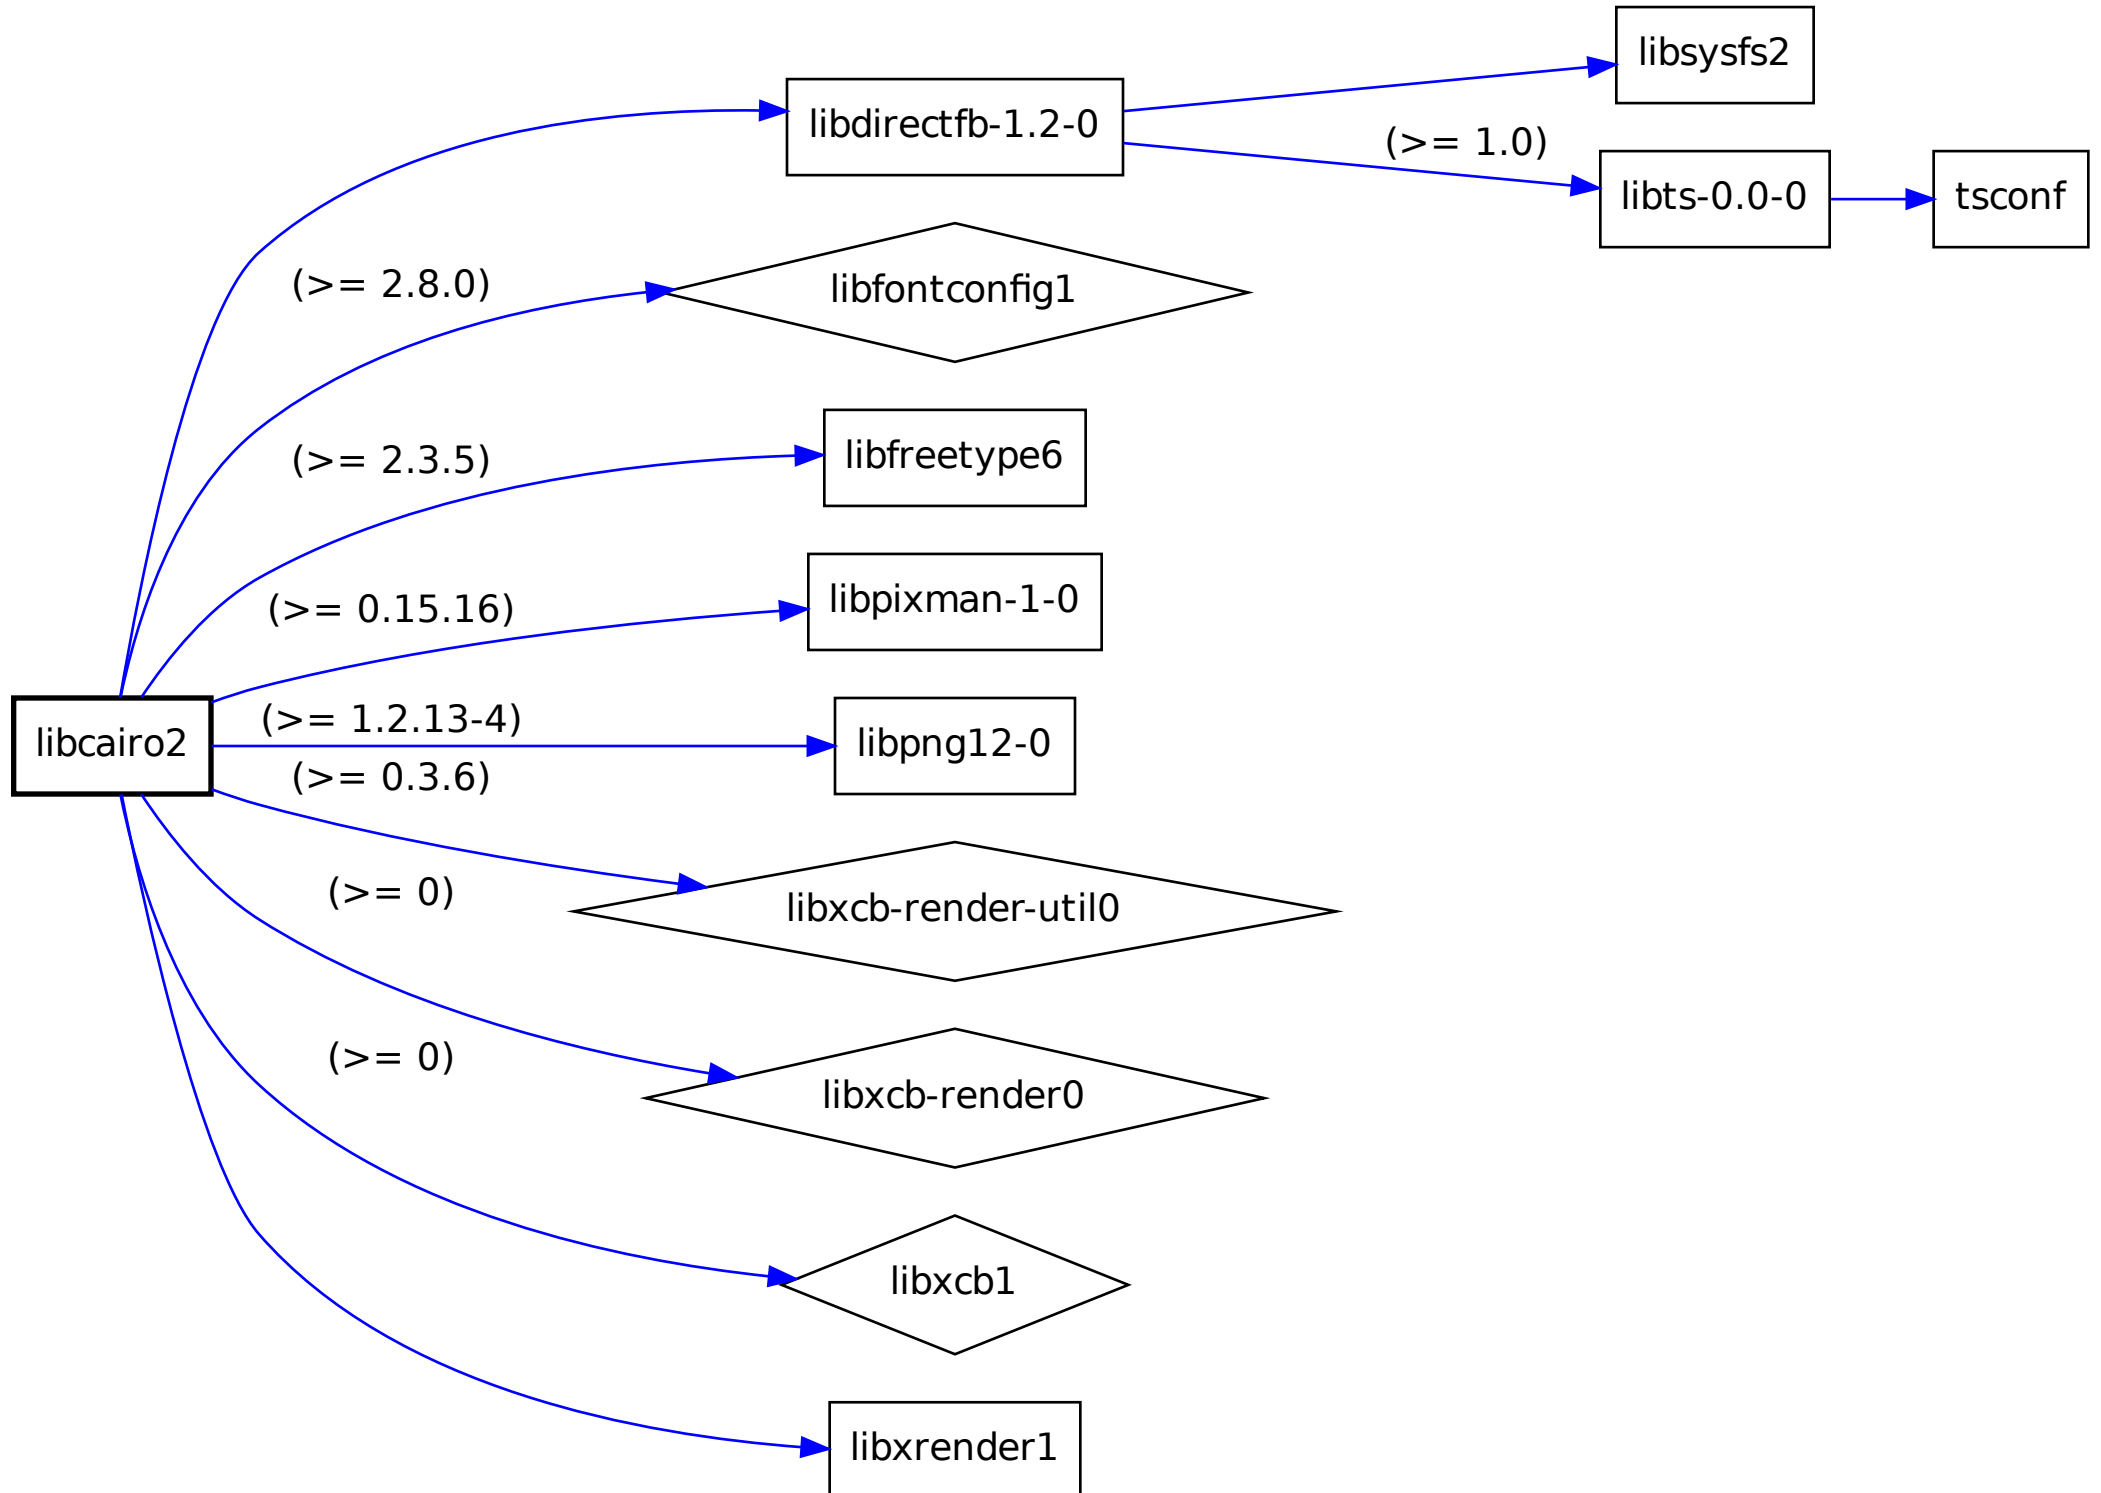 libsysfs2
libdirectfb-1.2-0
(>= 1.0)
libts-0.0-0
tsconf
(>= 2.8.0)
libfontconfig1
(>= 2.3.5)
libfreetype6
(>= 0.15.16)
libpixman-1-0
libcairo2
(>= 1.2.13-4)
libpng12-0
(>= 0.3.6)
libxcb-render-util0
(>= 0)
libxcb-render0
(>= 0)
libxcb1
libxrender1